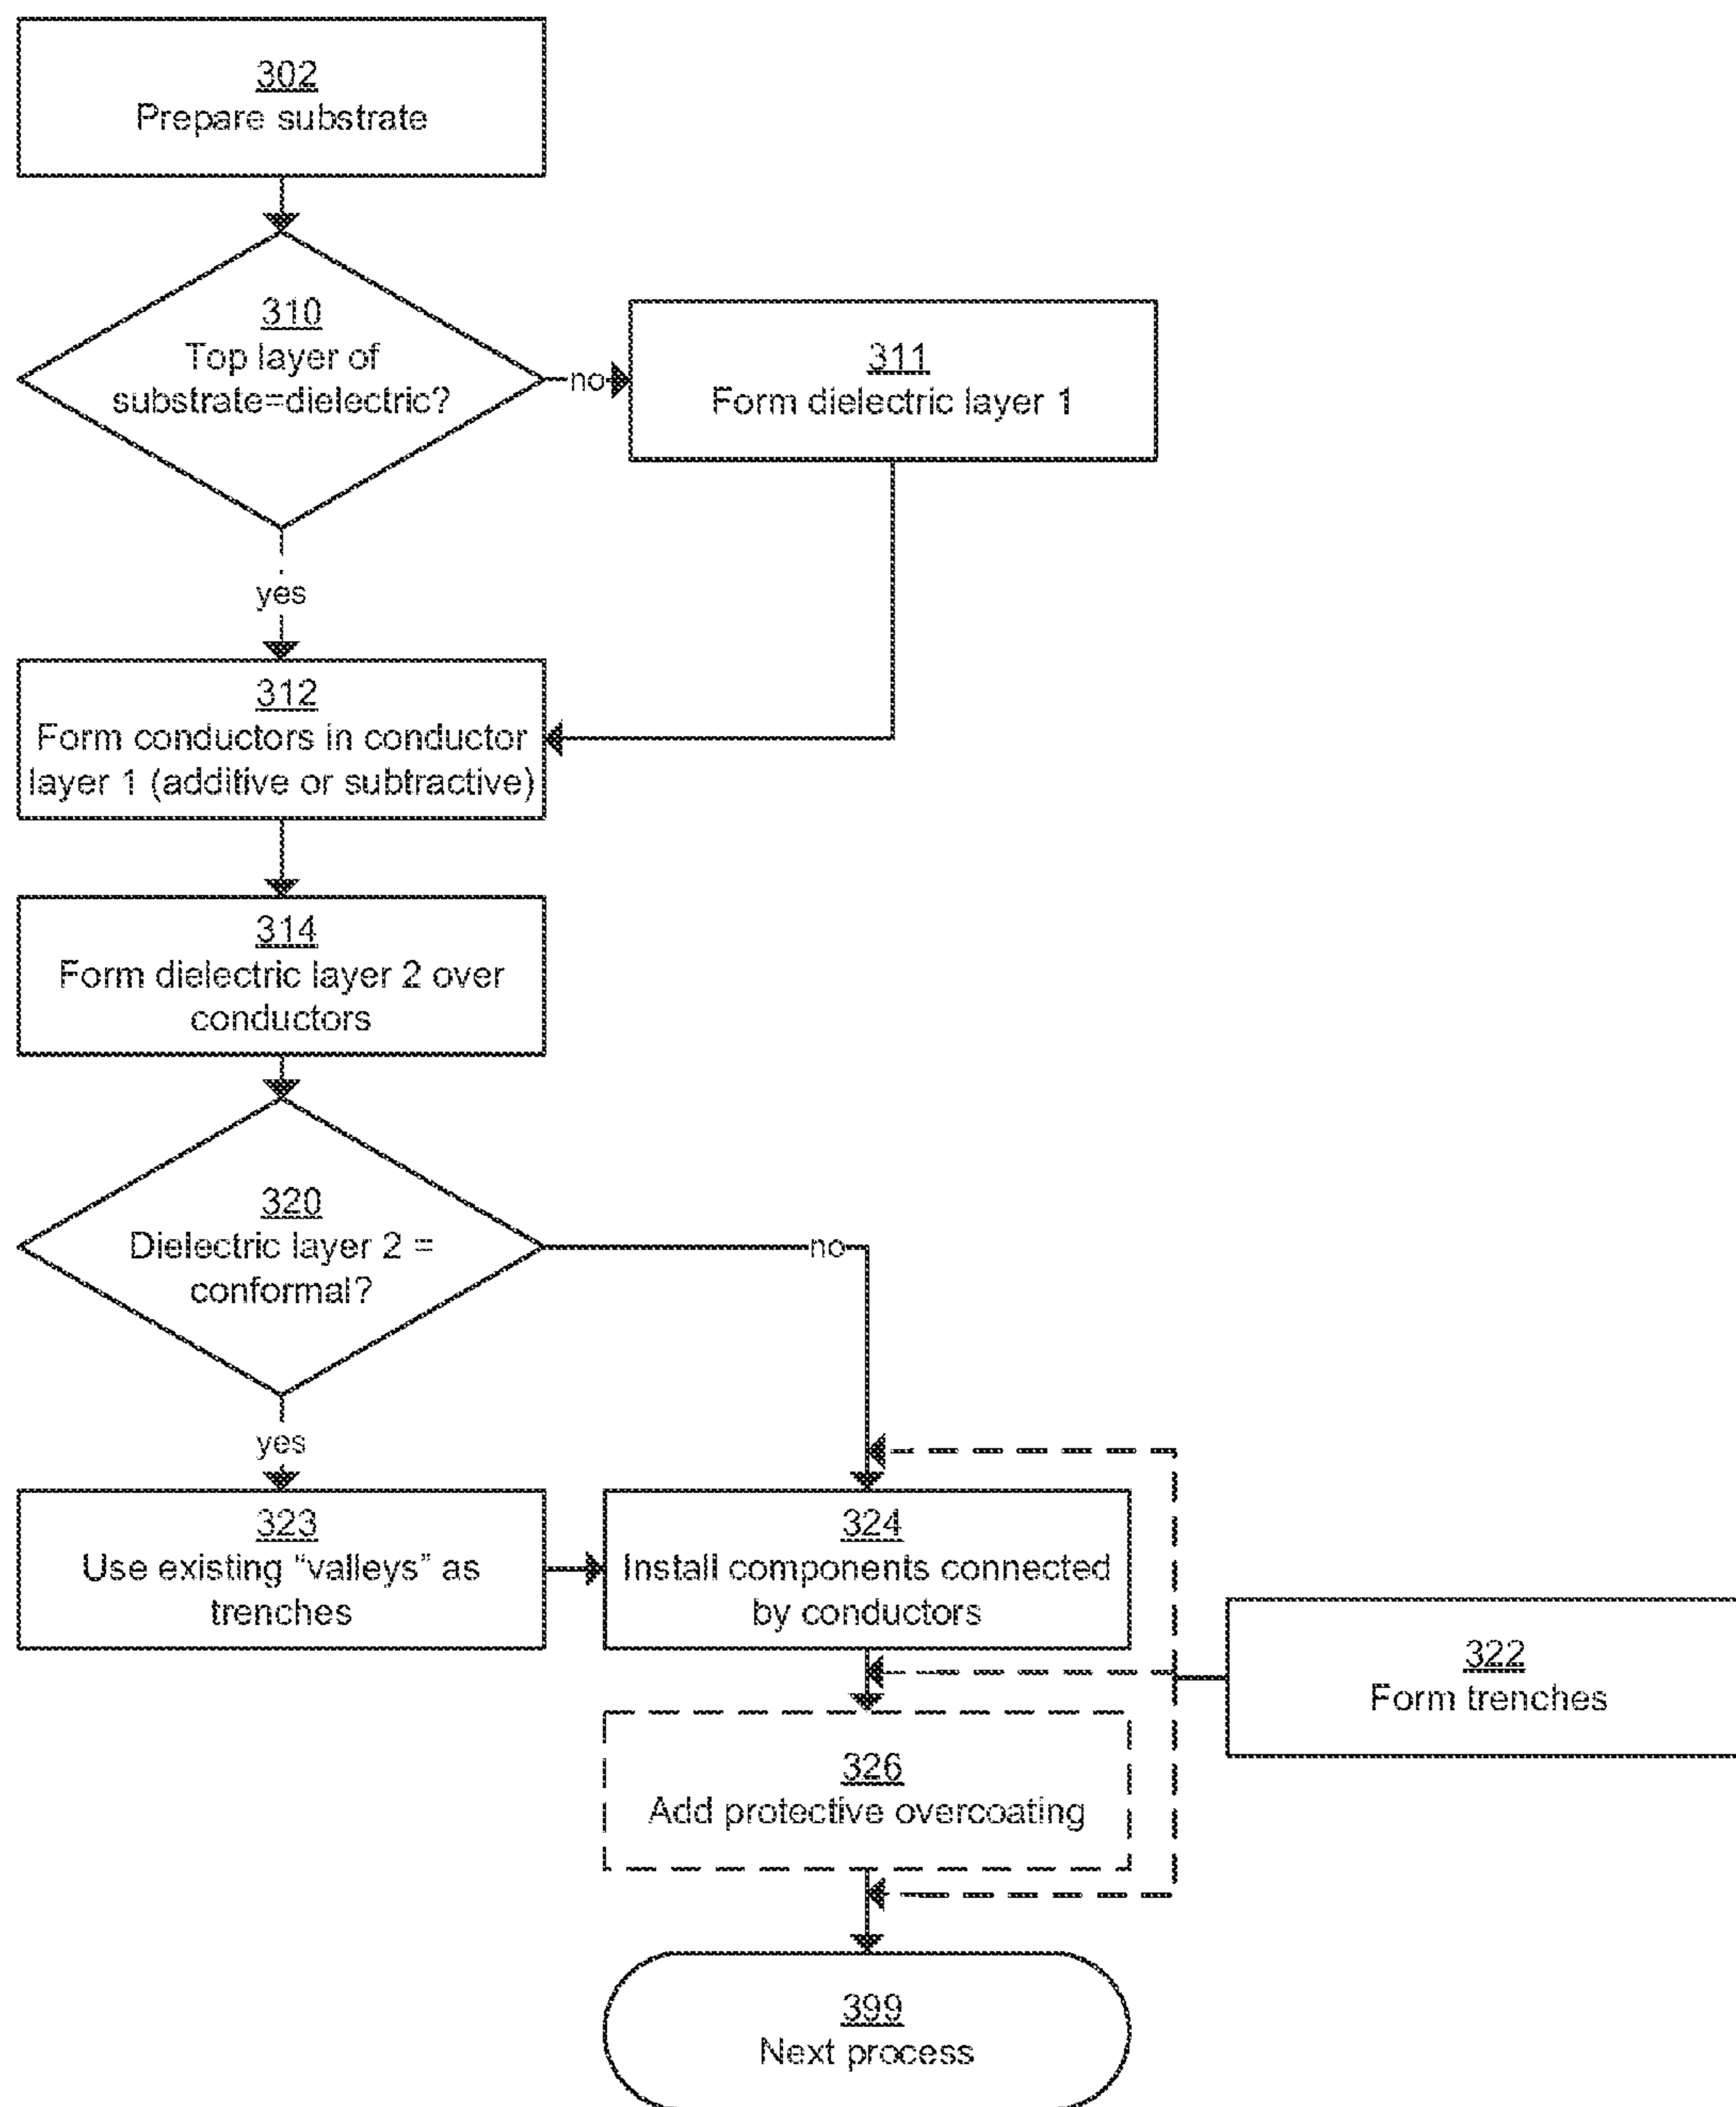 302
Prepare substrate
310
Top layer of
substrate=dielectric?
no
311
Form dielectric layer 1
yes
312
Form conductors in conductor
layer 1 (additive or subtractive)
314
Form dielectric layer 2 over
conductors
320
Dielectric layer 2 =
conformal?
no
yes
323
Use existing “valleys” as
trenches
324
Install components connected
by conductors
322
Form trenches
326
Add protective overcoating
399
Next process